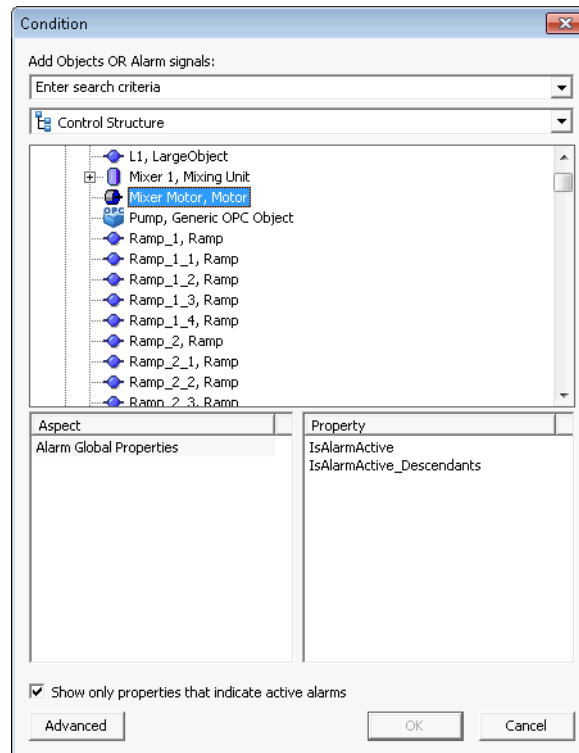 Condition
Add Objects OR Alarm signals:
Enter search criteria
Control Structure
L1, LargeObject
Mixer 1, Mixing Unit
Mixer Motor, Motor
OPC
Pump, Generic OPC Object
Ramp_1, Ramp
Ramp_1_1, Ramp
Ramp_1_2, Ramp
Ramp_1_3, Ramp
Ramp_1_4, Ramp
Ramp_2, Ramp
Ramp_2_1, Ramp
Ramp_2_2, Ramp
Ramp_2_3, Ramp
Aspect
Alarm Global Properties
Property
IsAlarmActive
IsAlarmActive_Descendants
Show only properties that indicate active alarms
Advanced
OK
Cancel